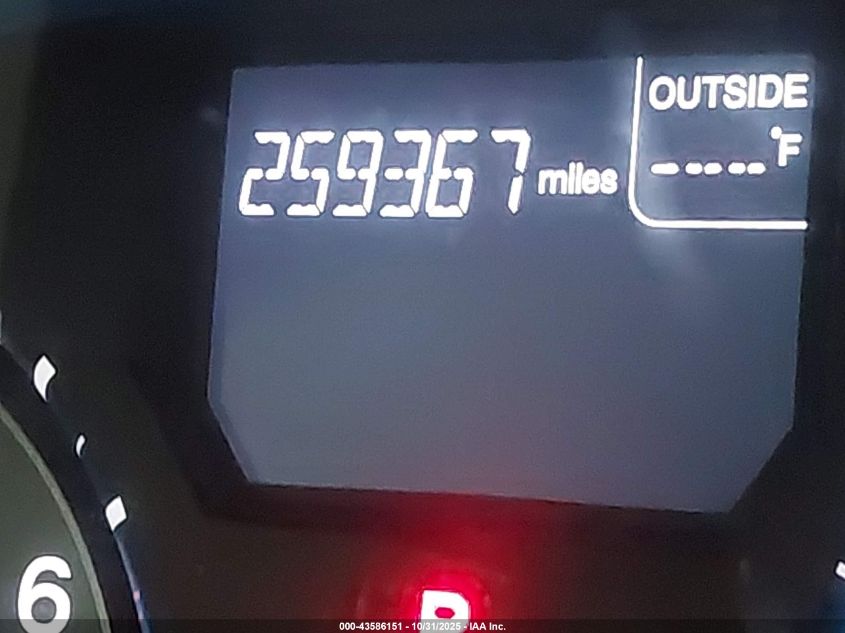 OUTSIDE
259367 miles
----°F
6
P
000-43586151 - 10/31/2025 - IAA Inc.